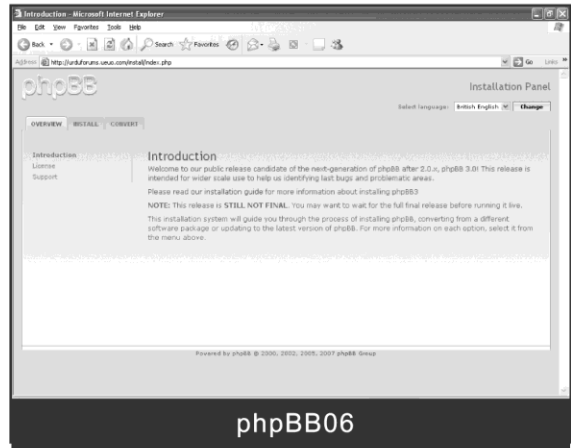 Introduction - Microsoft Internet Explorer
File Edit View Favorites Tools Help
Back Search Favorites
Address http://urduforums.ueuo.com/install/index.php Go Links
phpBB
Installation Panel
Select language: British English Change
OVERVIEW INSTALL CONVERT
Introduction
License
Support
Introduction
Welcome to our public release candidate of the next-generation of phpBB after 2.0.x, phpBB 3.0! This release is
intended for wider scale use to help us identifying last bugs and problematic areas.
Please read our installation guide for more information about installing phpBB3
NOTE: This release is STILL NOT FINAL. You may want to wait for the full final release before running it live.
This installation system will guide you through the process of installing phpBB, converting from a different
software package or updating to the latest version of phpBB. For more information on each option, select it from
the menu above.
Powered by phpBB © 2000, 2002, 2005, 2007 phpBB Group
phpBB06